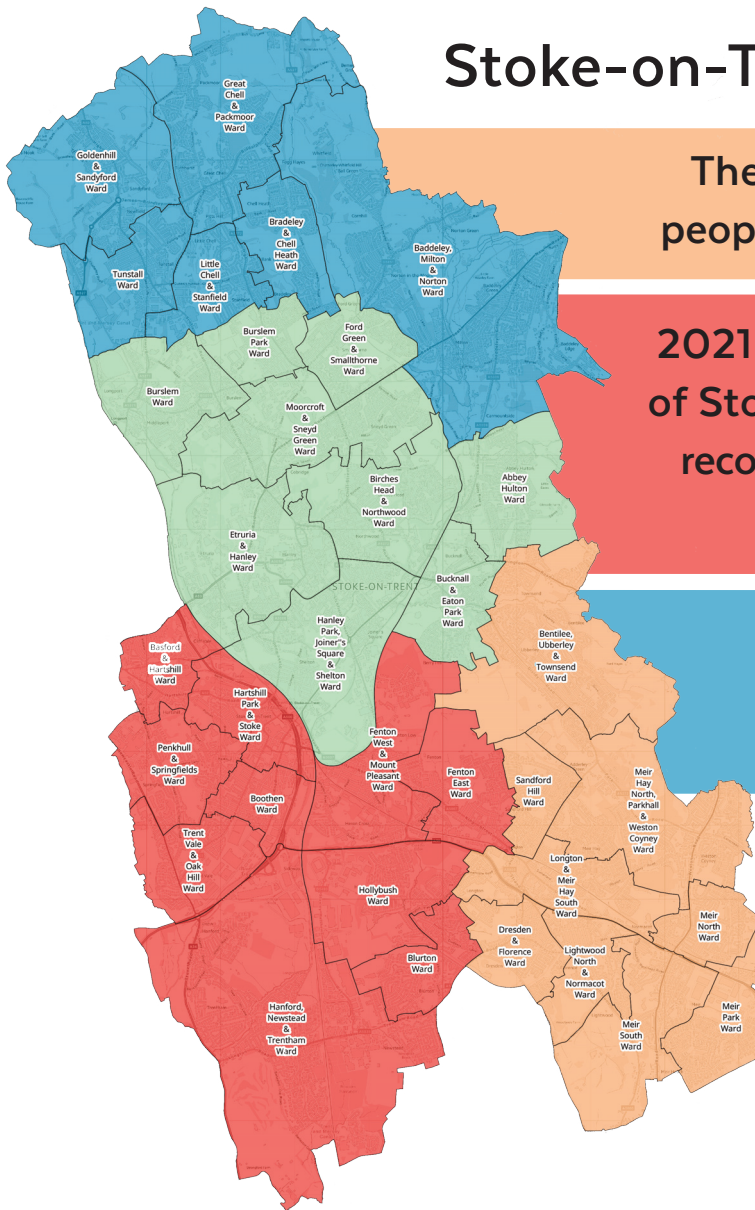 Stoke-on-T
The
peop
2021
of Sto
reco
Great
Chell
&
Packmoor
Ward
Goldenhill
&
Sandyford
Ward
Bradeley
&
Chell
Heath
Ward
Baddeley,
Milton
&
Norton
Ward
Tunstall
Ward
Little
Chell
&
Stanfield
Ward
Burslem
Park
Ward
Ford
Green
&
Smallthorne
Ward
Burslem
Ward
Moorcroft
&
Sneyd
Green
Ward
Birches
Head
&
Northwood
Ward
Abbey
Hulton
Ward
Etruria
&
Hanley
Ward
STOKE-ON-TRENT
Bucknall
&
Eaton
Park
Ward
Hanley
Park,
Joiner"s
Square
&
Shelton
Ward
Bentilee,
Ubberley
&
Townsend
Ward
Basford
&
Hartshill
Ward
Hartshill
Park
&
Stoke
Ward
Penkhull
&
Springfields
Ward
Fenton
West
&
Mount
Pleasant
Ward
Fenton
East
Ward
Sandford
Hill
Ward
Meir
Hay
North,
Parkhall
&
Weston
Coyney
Ward
Boothen
Ward
Trent
Vale
&
Oak
Hill
Ward
Longton
&
Meir
Hay
South
Ward
Hollybush
Ward
Meir
North
Ward
Dresden
&
Florence
Ward
Blurton
Ward
Lightwood
North
&
Normacot
Ward
Hanford,
Newstead
&
Trentham
Ward
Meir
South
Ward
Meir
Park
Ward